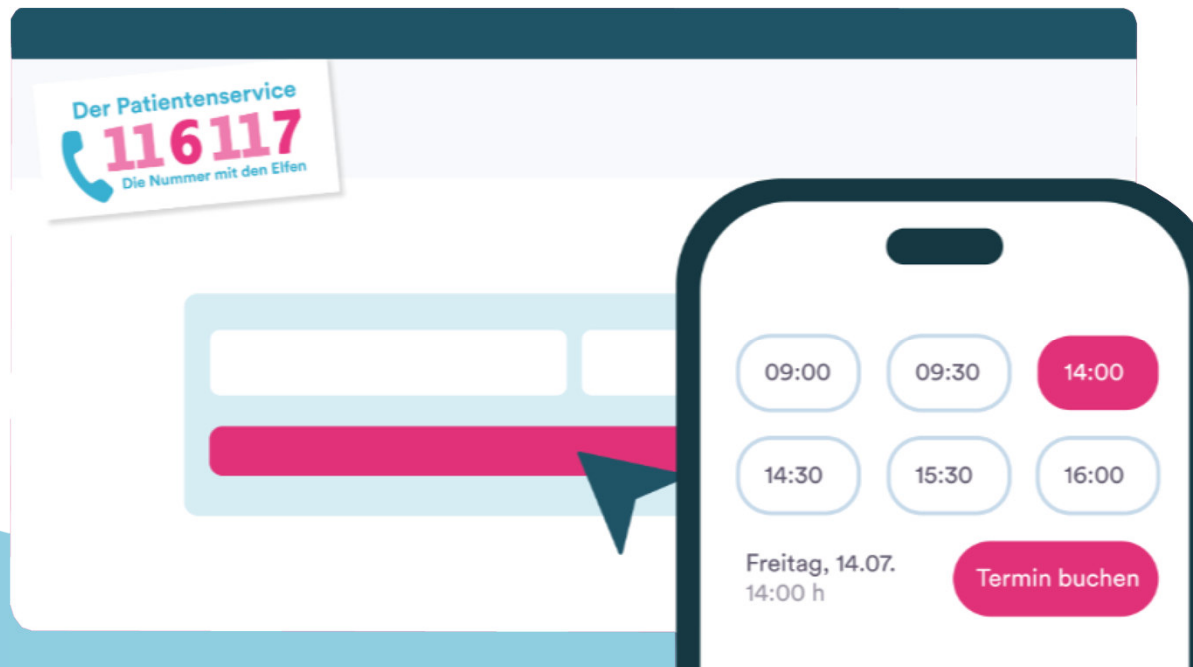 Der Patientenservice
116117
Die Nummer mit den Elfen
09:00 09:30 14:00
14:30 15:30 16:00
Freitag, 14.07.
14:00 h
Termin buchen